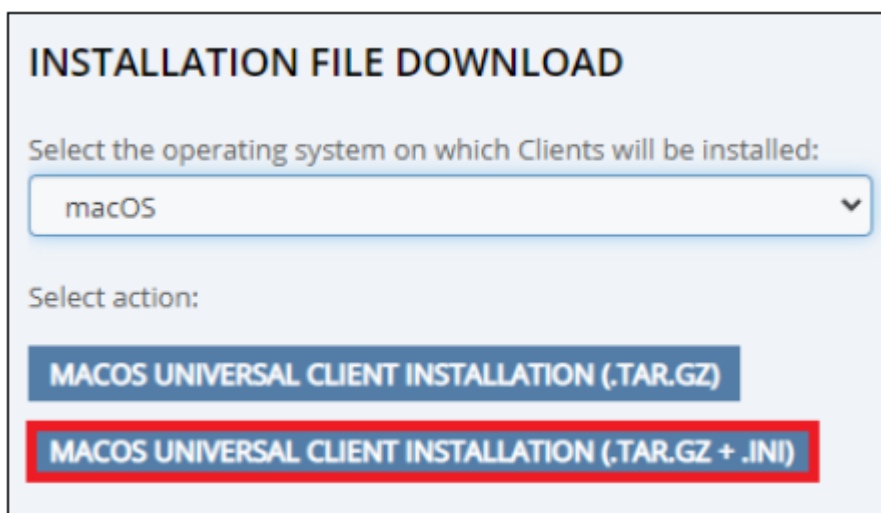 INSTALLATION FILE DOWNLOAD
Select the operating system on which Clients will be installed:
macOS
Select action:
MACOS UNIVERSAL CLIENT INSTALLATION (.TAR.GZ)
MACOS UNIVERSAL CLIENT INSTALLATION (.TAR.GZ + .INI)